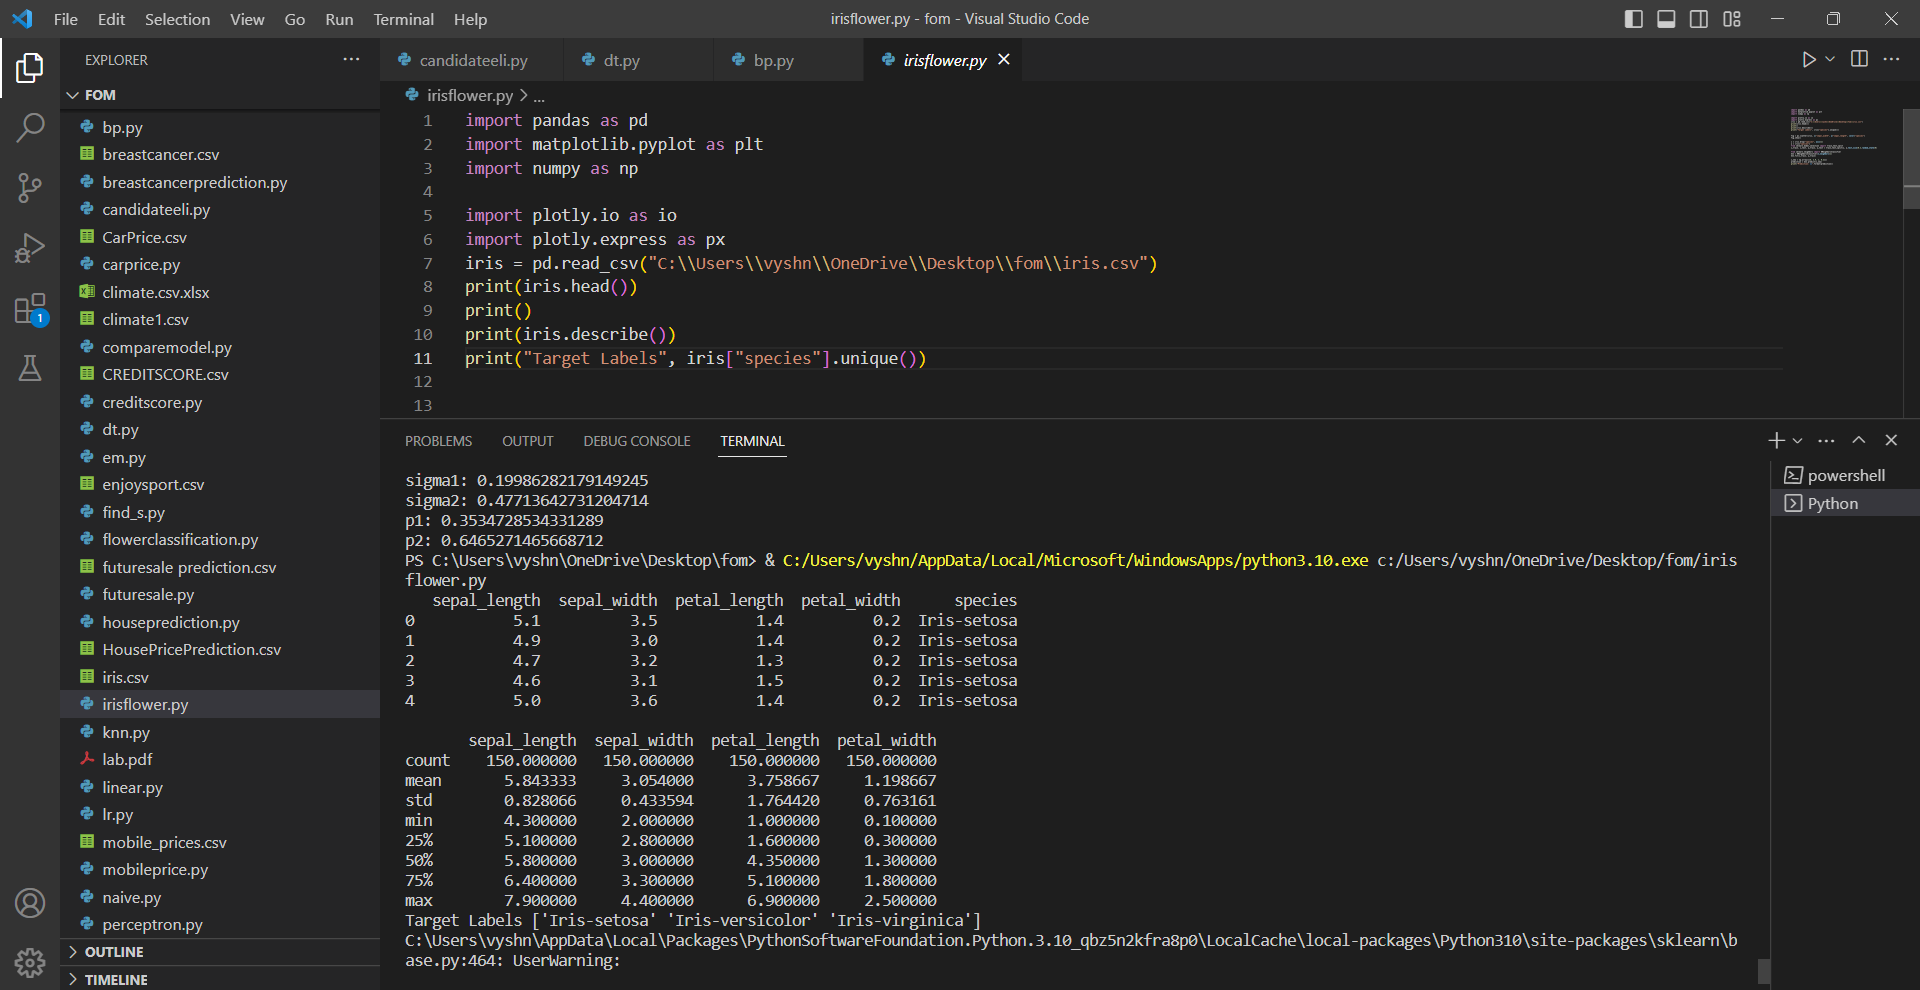 File Edit Selection View Go Run Terminal Help
irisflower.py - fom - Visual Studio Code
EXPLORER
FOM
bp.py
breastcancer.csv
breastcancerprediction.py
candidateeli.py
CarPrice.csv
carprice.py
climate.csv.xlsx
climate1.csv
comparemodel.py
CREDITSCORE.csv
creditscore.py
dt.py
em.py
enjoysport.csv
find_s.py
flowerclassification.py
futuresale prediction.csv
futuresale.py
houseprediction.py
HousePricePrediction.csv
iris.csv
irisflower.py
knn.py
lab.pdf
linear.py
lr.py
mobile_prices.csv
mobileprice.py
naive.py
perceptron.py
OUTLINE
TIMELINE
1
candidateeli.py dt.py bp.py irisflower.py
irisflower.py > ...
1 import pandas as pd
2 import matplotlib.pyplot as plt
3 import numpy as np
4
5 import plotly.io as io
6 import plotly.express as px
7 iris = pd.read_csv("C:\\Users\\vyshn\\OneDrive\\Desktop\\fom\\iris.csv")
8 print(iris.head())
9 print()
10 print(iris.describe())
11 print("Target Labels", iris["species"].unique())
12
13
PROBLEMS OUTPUT DEBUG CONSOLE TERMINAL
sigma1: 0.19986282179149245
sigma2: 0.47713642731204714
p1: 0.3534728534331289
p2: 0.6465271465668712
PS C:\Users\vyshn\OneDrive\Desktop\fom> & C:/Users/vyshn/AppData/Local/Microsoft/WindowsApps/python3.10.exe c:/Users/vyshn/OneDrive/Desktop/fom/iris
flower.py
sepal_length sepal_width petal_length petal_width species
0 5.1 3.5 1.4 0.2 Iris-setosa
1 4.9 3.0 1.4 0.2 Iris-setosa
2 4.7 3.2 1.3 0.2 Iris-setosa
3 4.6 3.1 1.5 0.2 Iris-setosa
4 5.0 3.6 1.4 0.2 Iris-setosa
sepal_length sepal_width petal_length petal_width
count 150.000000 150.000000 150.000000 150.000000
mean 5.843333 3.054000 3.758667 1.198667
std 0.828066 0.433594 1.764420 0.763161
min 4.300000 2.000000 1.000000 0.100000
25% 5.100000 2.800000 1.600000 0.300000
50% 5.800000 3.000000 4.350000 1.300000
75% 6.400000 3.300000 5.100000 1.800000
max 7.900000 4.400000 6.900000 2.500000
Target Labels ['Iris-setosa' 'Iris-versicolor' 'Iris-virginica']
C:\Users\vyshn\AppData\Local\Packages\PythonSoftwareFoundation.Python.3.10_qbz5n2kfra8p0\LocalCache\local-packages\Python310\site-packages\sklearn\b
ase.py:464: UserWarning:
powershell
Python